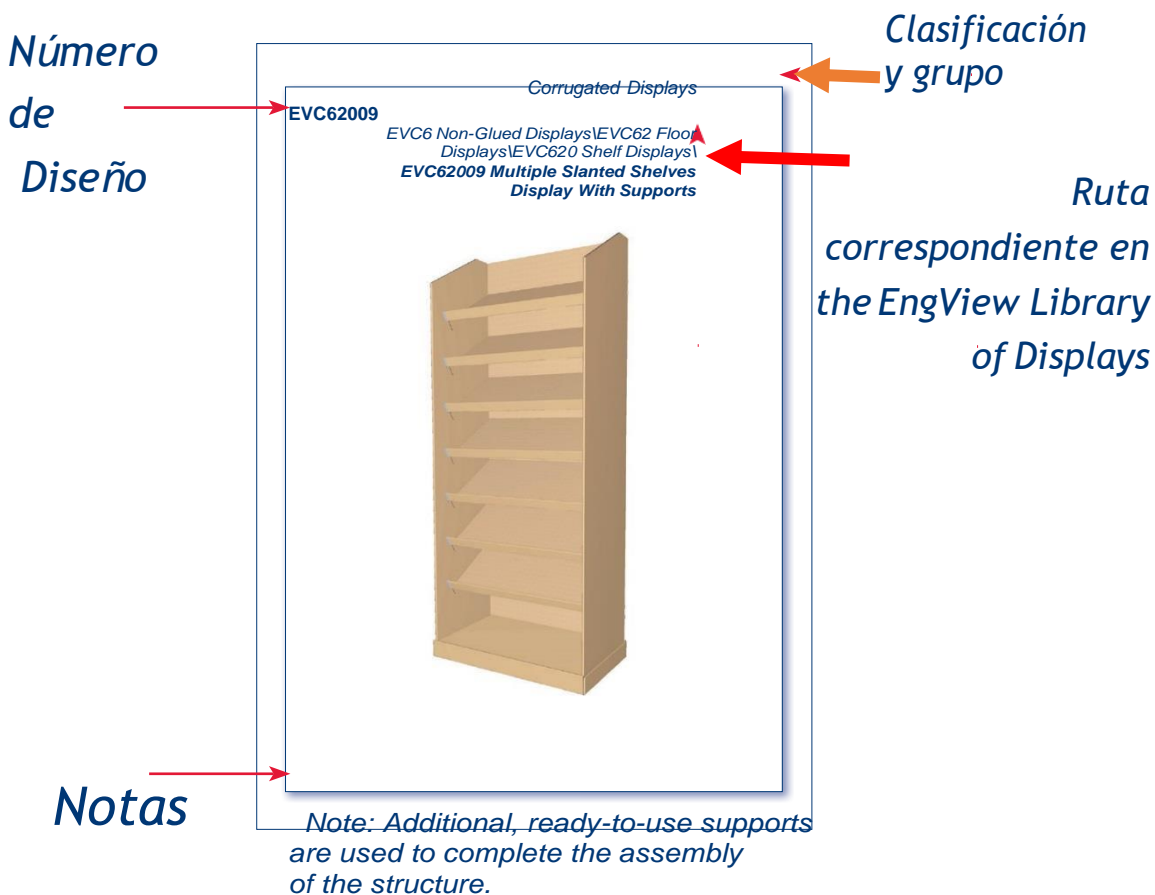 Número
de
Diseño
Clasificación
y grupo
Corrugated Displays
EVC62009
EVC6 Non-Glued Displays\EVC62 Floor
Displays\EVC620 Shelf Displays\
EVC62009 Multiple Slanted Shelves
Display With Supports
Ruta
correspondiente en
the EngView Library
of Displays
Notas
Note: Additional, ready-to-use supports
are used to complete the assembly
of the structure.